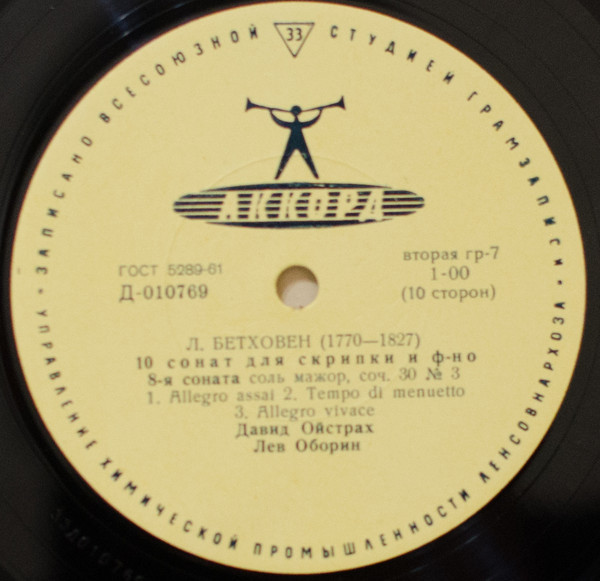 ЗАПИСАНО ВСЕСОЮЗНОЙ СТУДИЕЙ ГРАМЗАПИСИ
33
АККОРД
ГОСТ 5289-61
Д-010769
вторая гр-7
1-00
(10 сторон)
Л. БЕТХОВЕН (1770—1827)
10 сонат для скрипки и ф-но
8-я соната соль мажор, соч. 30 № 3
1. Allegro assai 2. Tempo di menuetto
3. Allegro vivace
Давид Ойстрах
Лев Оборин
УПРАВЛЕНИЕ ХИМИЧЕСКОЙ ПРОМЫШЛЕННОСТИ ЛЕНСОВНАРХОЗА